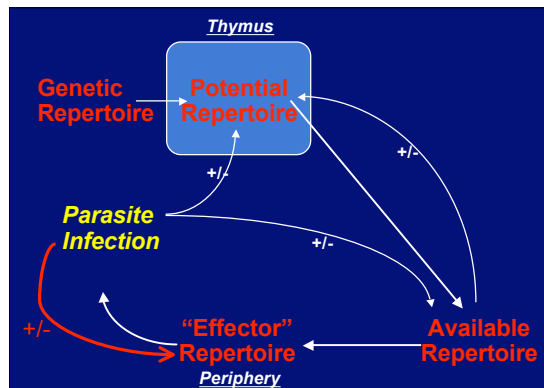 Thymus
Genetic
Repertoire
Potential
Repertoire
+/-
+/-
Parasite
Infection
+/-
+/-
“Effector”
Repertoire
Available
Repertoire
Periphery